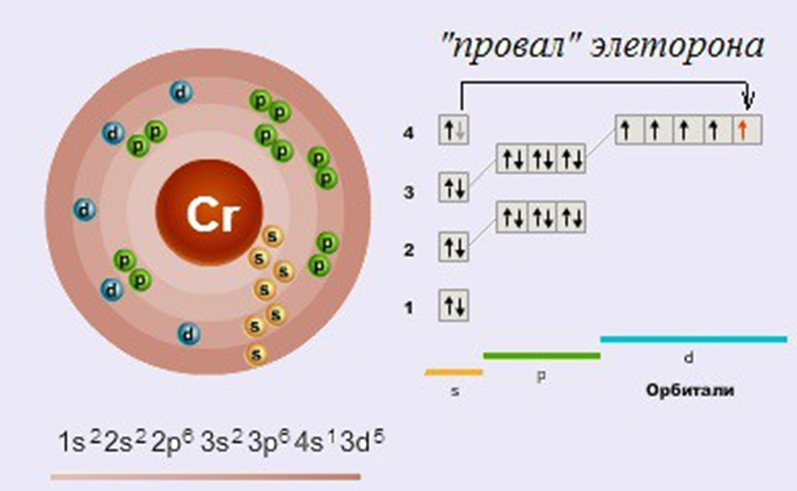 "провал" элеторона
4
3
2
1
Cr
d
d
d
d
d
p p
p p
p p
p p
p p
p p
s
s
s
s
s
s
s
s
p
d
Орбитали
1s²2s²2p⁶3s²3p⁶4s¹3d⁵